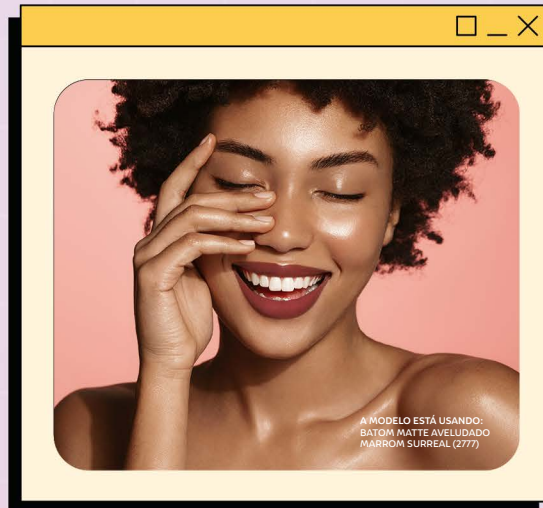 A MODELO ESTÁ USANDO:
BATOM MATTE AVELUDADO
MARROM SURREAL (2777)